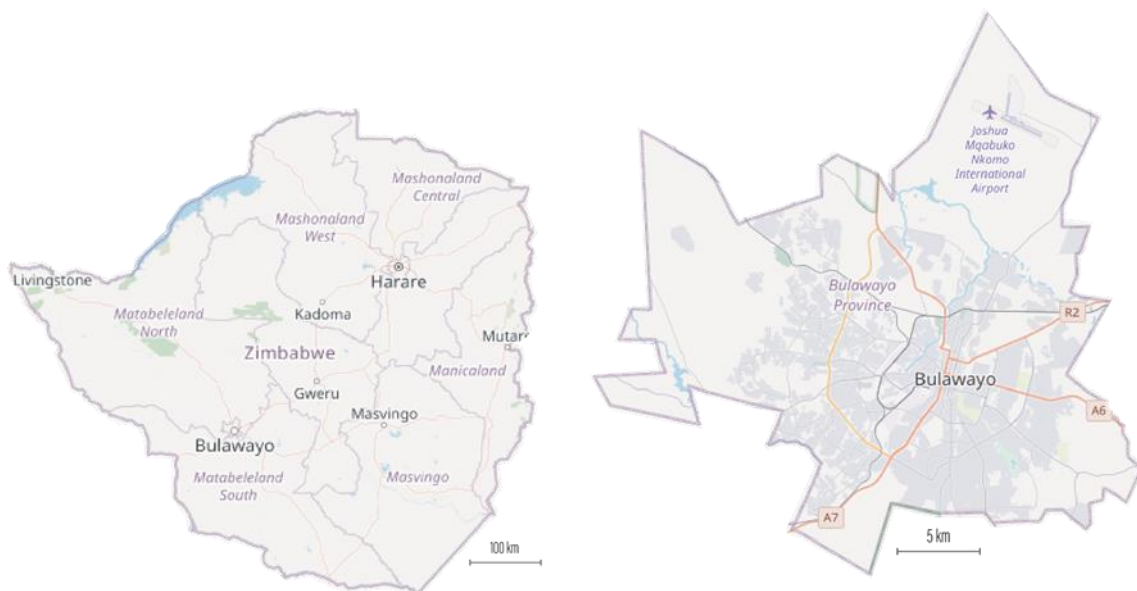 Mashonaland
Central
Mashonaland
West
Livingstone
Harare
Matabeleland
North
Kadoma
Zimbabwe
Mutar
Manicaland
Gweru
Masvingo
Bulawayo
Matabeleland
South
Masvingo
100 km
Joshua
Mqabuko
Nkomo
International
Airport
Bulawayo
Province
R2
Bulawayo
A6
A7
5 km